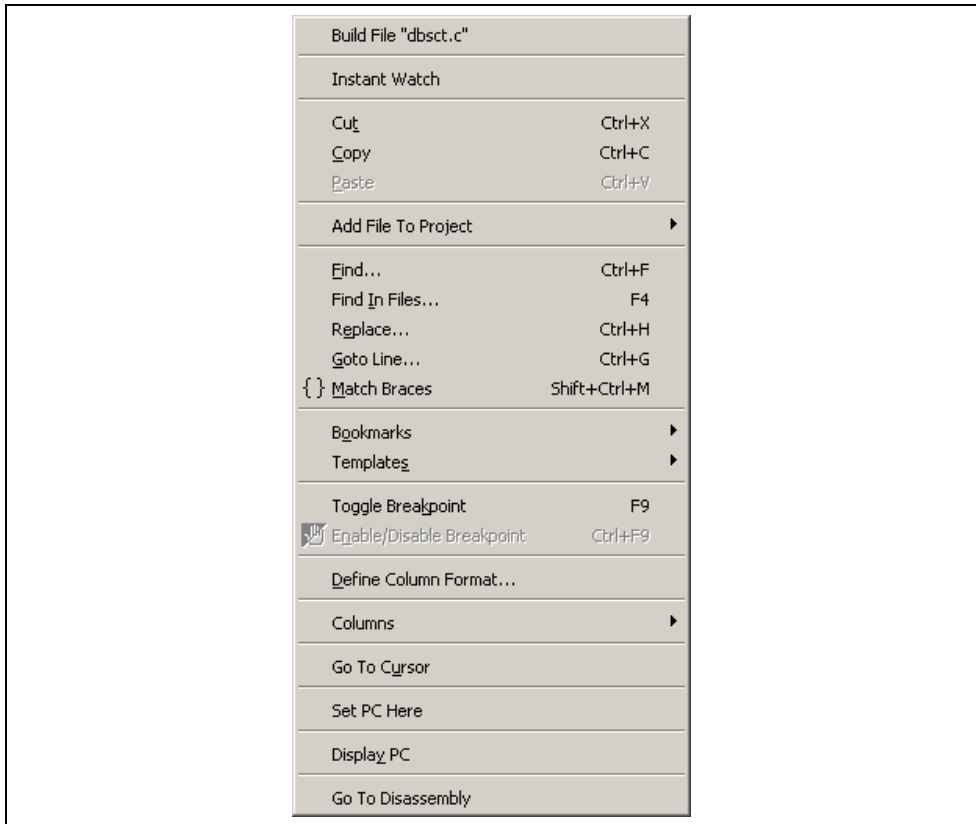 Build File "dbsct.c"
Instant Watch
Cut Ctrl+X
Copy Ctrl+C
Paste Ctrl+V
Add File To Project
Find... Ctrl+F
Find In Files... F4
Replace... Ctrl+H
Goto Line... Ctrl+G
{ } Match Braces Shift+Ctrl+M
Bookmarks
Templates
Toggle Breakpoint F9
Enable/Disable Breakpoint Ctrl+F9
Define Column Format...
Columns
Go To Cursor
Set PC Here
Display PC
Go To Disassembly